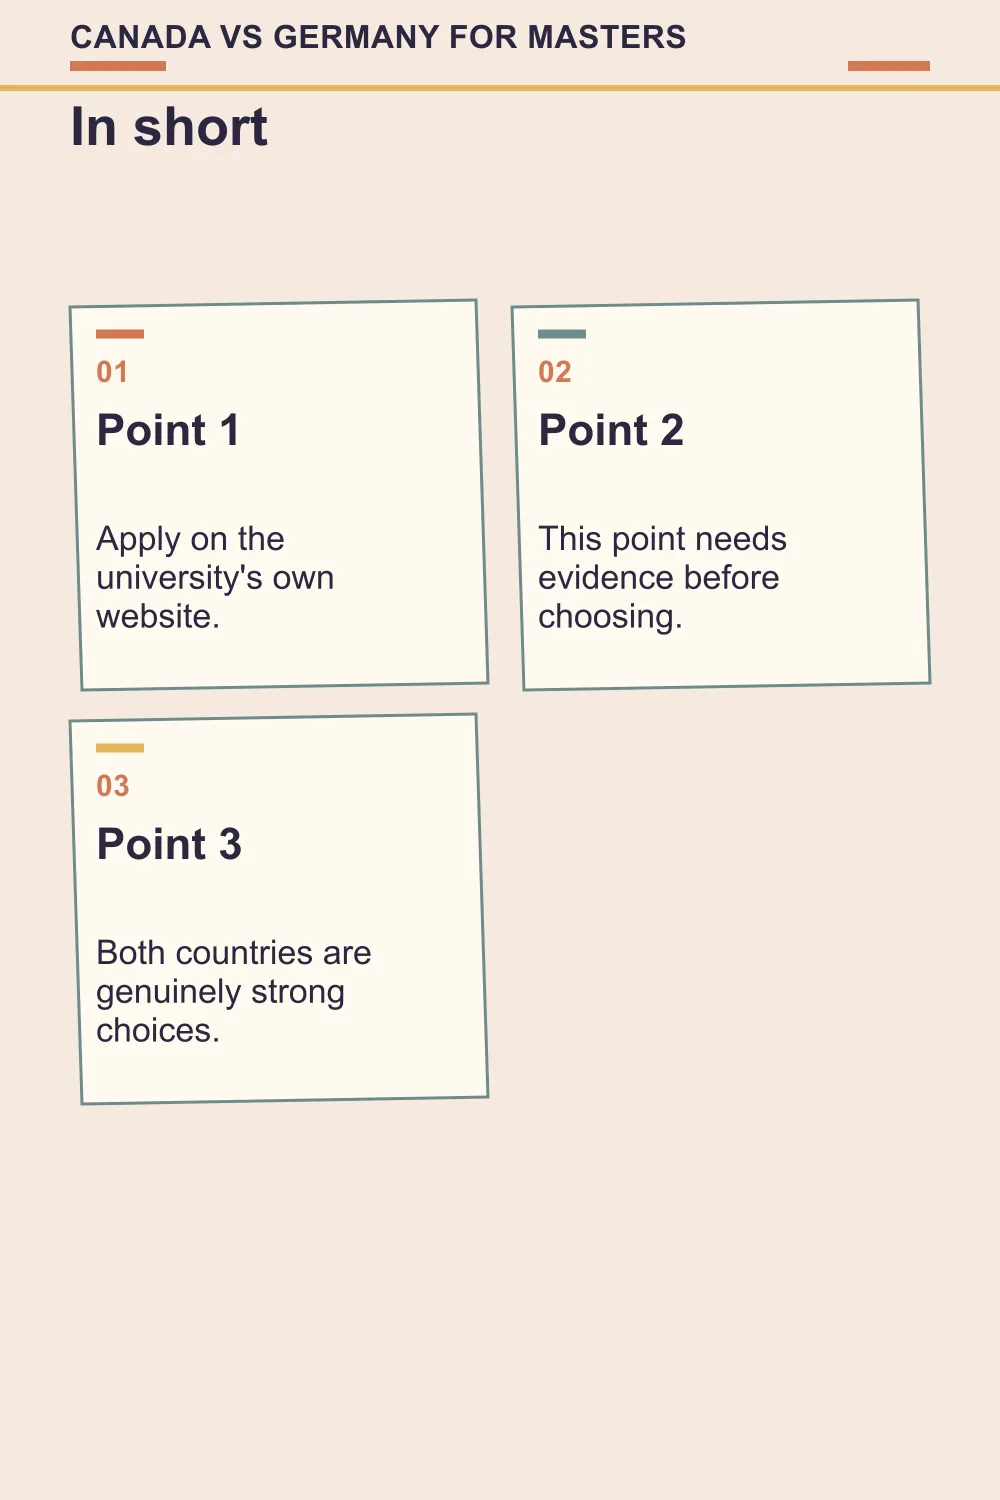 CANADA VS GERMANY FOR MASTERS
In short
01
Point 1
Apply on the
university's own
website.
02
Point 2
This point needs
evidence before
choosing.
03
Point 3
Both countries are
genuinely strong
choices.